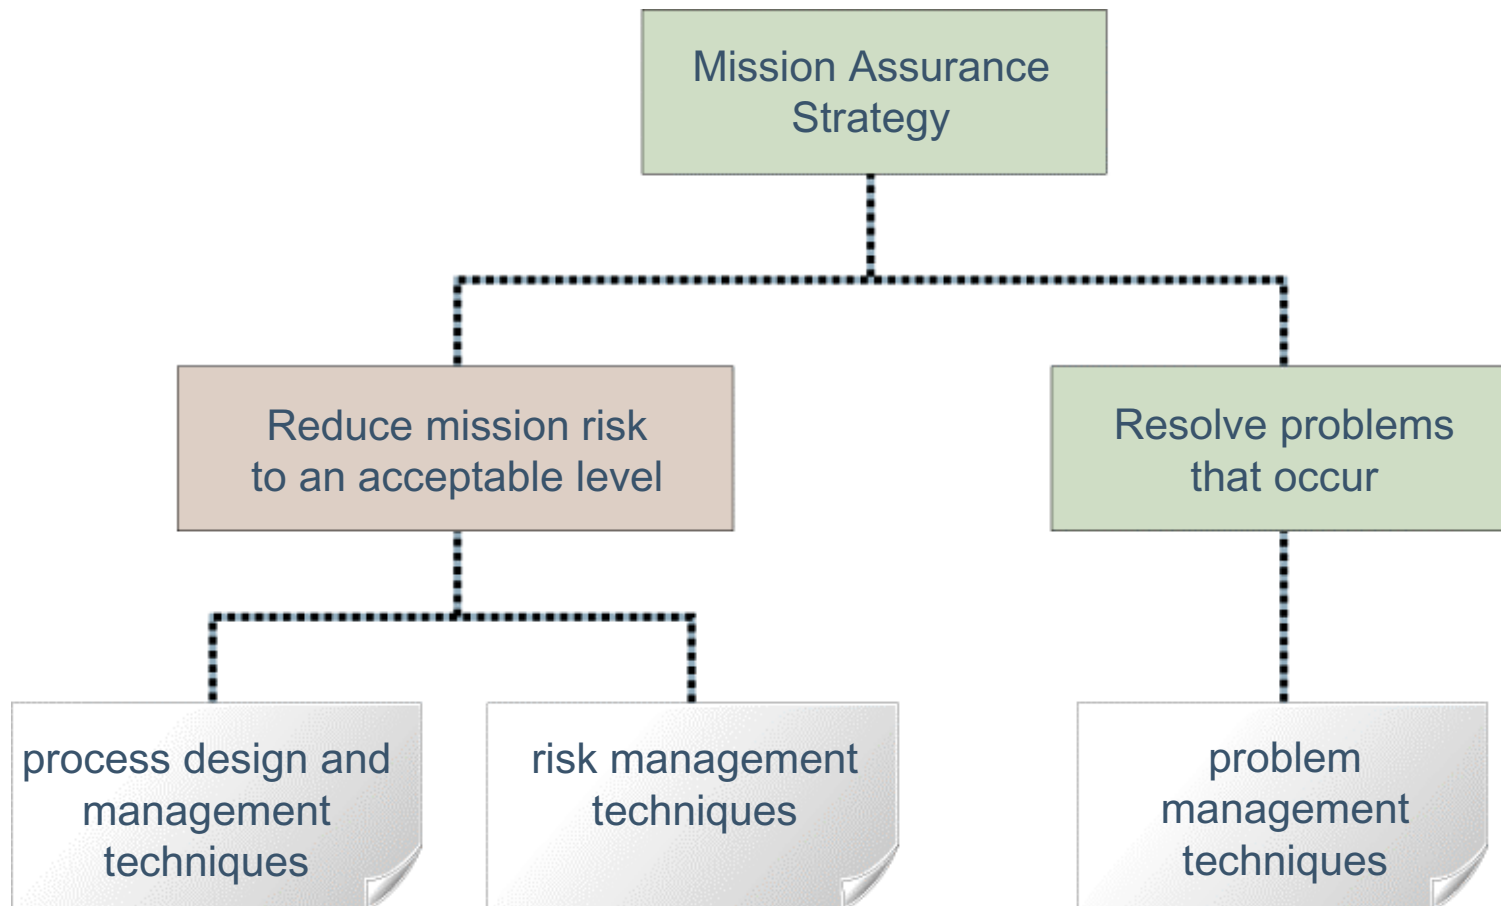 Mission Assurance
Strategy
Reduce mission risk
to an acceptable level
Resolve problems
that occur
process design and
management
techniques
risk management
techniques
problem
management
techniques